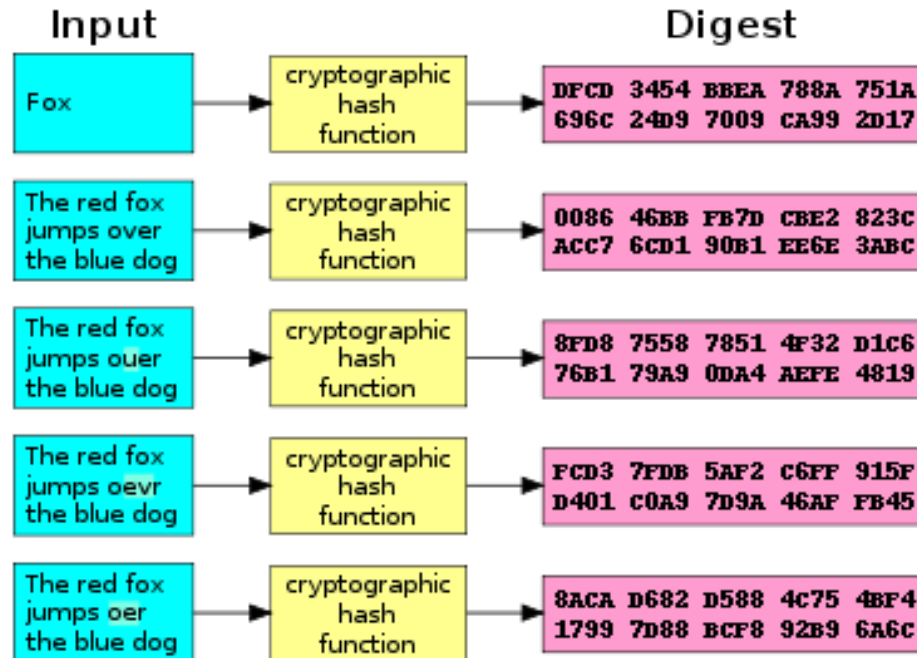 Input
Digest
Fox
cryptographic
hash
function
DFCD 3454 BBEA 788A 751A
696C 24D9 7009 CA99 2D17
The red fox
jumps over
the blue dog
cryptographic
hash
function
0086 46BB FB7D CBE2 823C
ACC7 6CD1 90B1 EE6E 3ABC
The red fox
jumps ouer
the blue dog
cryptographic
hash
function
8FD8 7558 7851 4F32 D1C6
76B1 79A9 0DA4 AEFE 4819
The red fox
jumps oevr
the blue dog
cryptographic
hash
function
FCD3 7FDB 5AF2 C6FF 915F
D401 C0A9 7D9A 46AF FB45
The red fox
jumps oer
the blue dog
cryptographic
hash
function
8ACA D682 D588 4C75 4BF4
1799 7D88 BCF8 92B9 6A6C